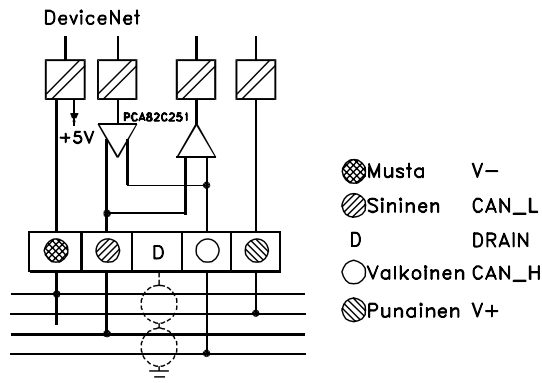 DeviceNet
PCA82C251
+5V
Musta V−
Sininen CAN_L
D DRAIN
Valkoinen CAN_H
Punainen V+
D